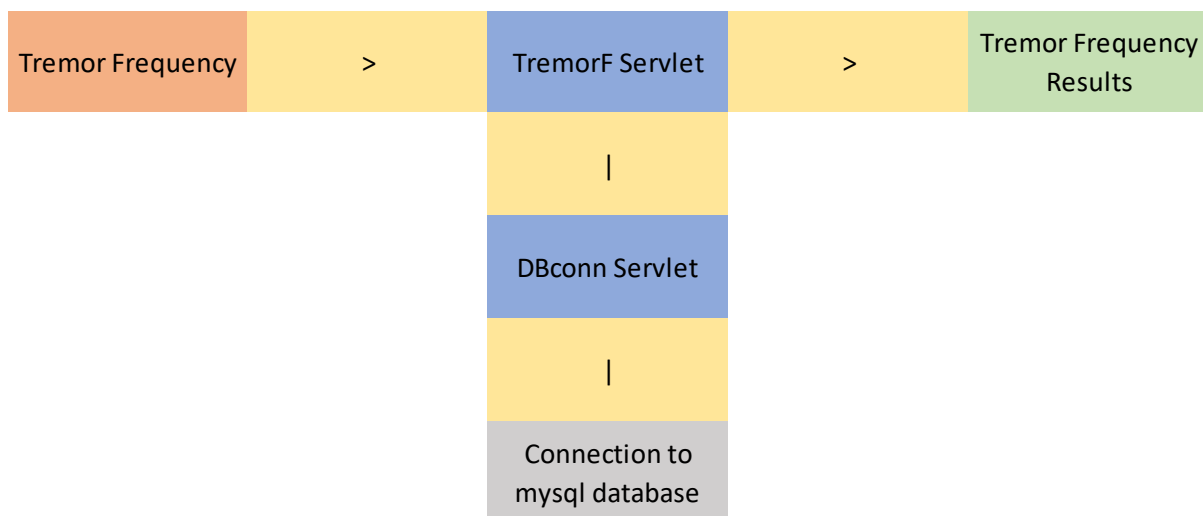 Tremor Frequency > TremorF Servlet > Tremor Frequency
Results
|
DBconn Servlet
|
Connection to
mysql database